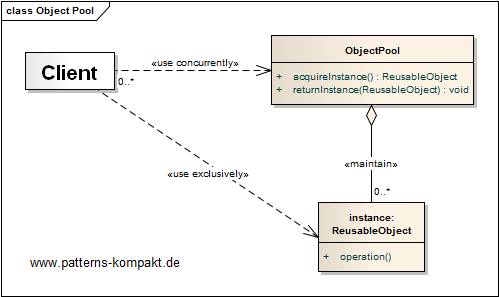 class Object Pool
Client
0..*
«use concurrently»
ObjectPool
+ acquireInstance() : ReusableObject
+ returnInstance(ReusableObject) : void
«maintain»
«use exclusively»
0..*
instance:
ReusableObject
+ operation()
www.patterns-kompakt.de